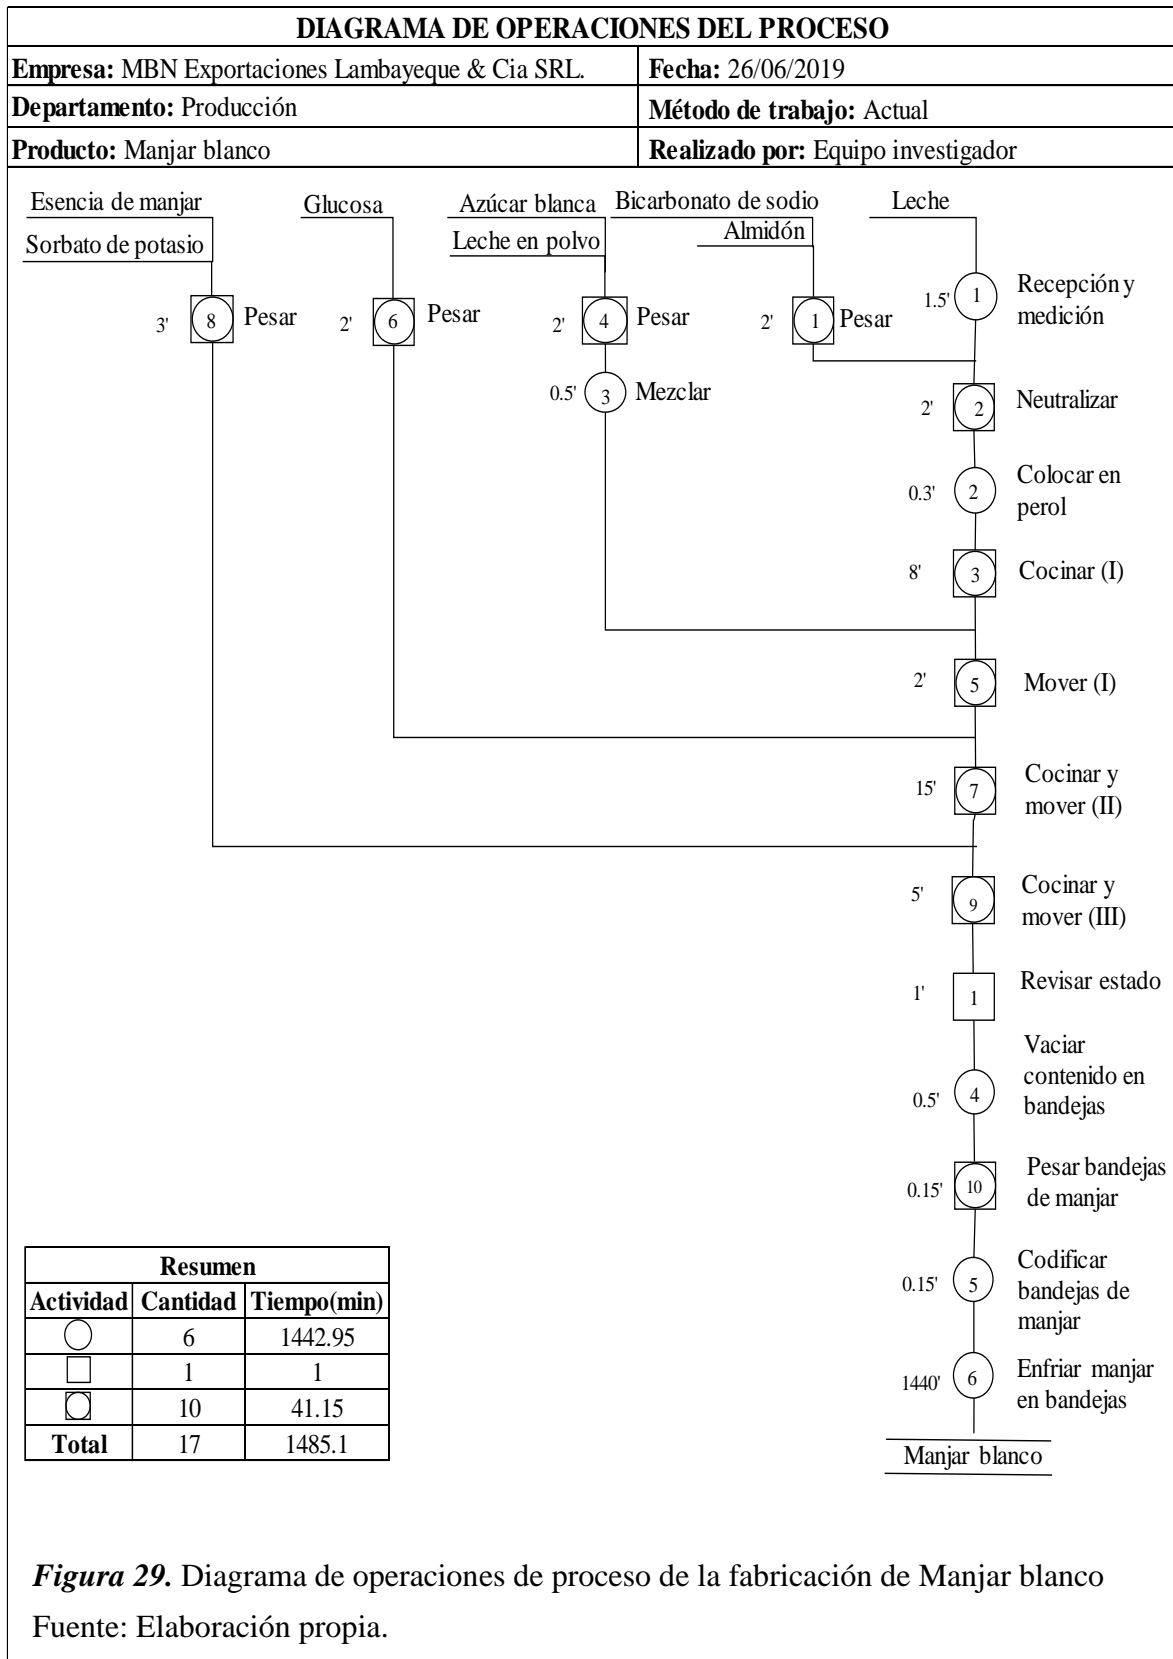 DIAGRAMA DE OPERACIONES DEL PROCESO
Empresa: MBN Exportaciones Lambayeque & Cia SRL.
Fecha: 26/06/2019
Departamento: Producción
Método de trabajo: Actual
Producto: Manjar blanco
Realizado por: Equipo investigador
Esencia de manjar
Sorbato de potasio
Glucosa
Azúcar blanca
Leche en polvo
Bicarbonato de sodio
Almidón
Leche
3' 8 Pesar
2' 6 Pesar
2' 4 Pesar
2' 1 Pesar
1.5' 1 Recepción y
medición
0.5' 3 Mezclar
2' 2 Neutralizar
0.3' 2 Colocar en
perol
8' 3 Cocinar (I)
2' 5 Mover (I)
15' 7 Cocinar y
mover (II)
5' 9 Cocinar y
mover (III)
1' 1 Revisar estado
0.5' 4 Vaciar
contenido en
bandejas
0.15' 10 Pesar bandejas
de manjar
0.15' 5 Codificar
bandejas de
manjar
1440' 6 Enfriar manjar
en bandejas
Manjar blanco
Resumen
Actividad Cantidad Tiempo(min)
6 1442.95
1 1
10 41.15
Total 17 1485.1
Figura 29. Diagrama de operaciones de proceso de la fabricación de Manjar blanco
Fuente: Elaboración propia.